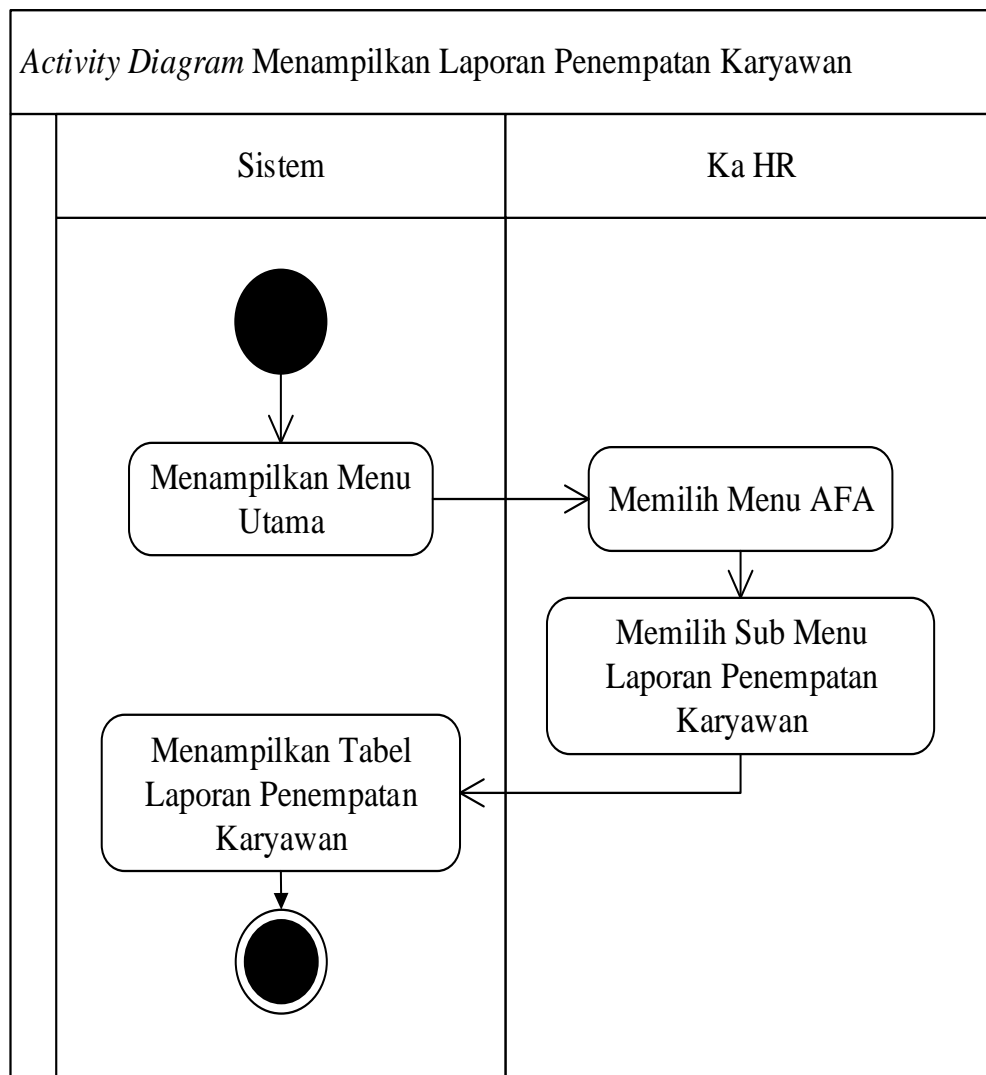 Activity Diagram Menampilkan Laporan Penempatan Karyawan
Sistem
Ka HR
Menampilkan Menu
Utama
Memilih Menu AFA
Memilih Sub Menu
Laporan Penempatan
Karyawan
Menampilkan Tabel
Laporan Penempatan
Karyawan